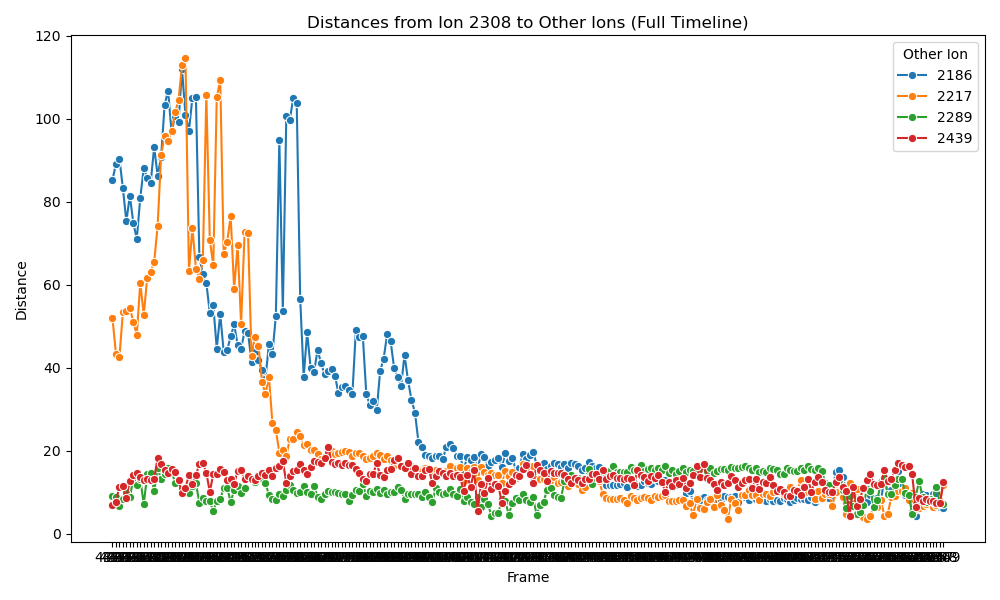 Distances from Ion 2308 to Other Ions (Full Timeline)
Other Ion
2186
2217
2289
2439
120
100
80
60
40
20
0
Distance
Frame